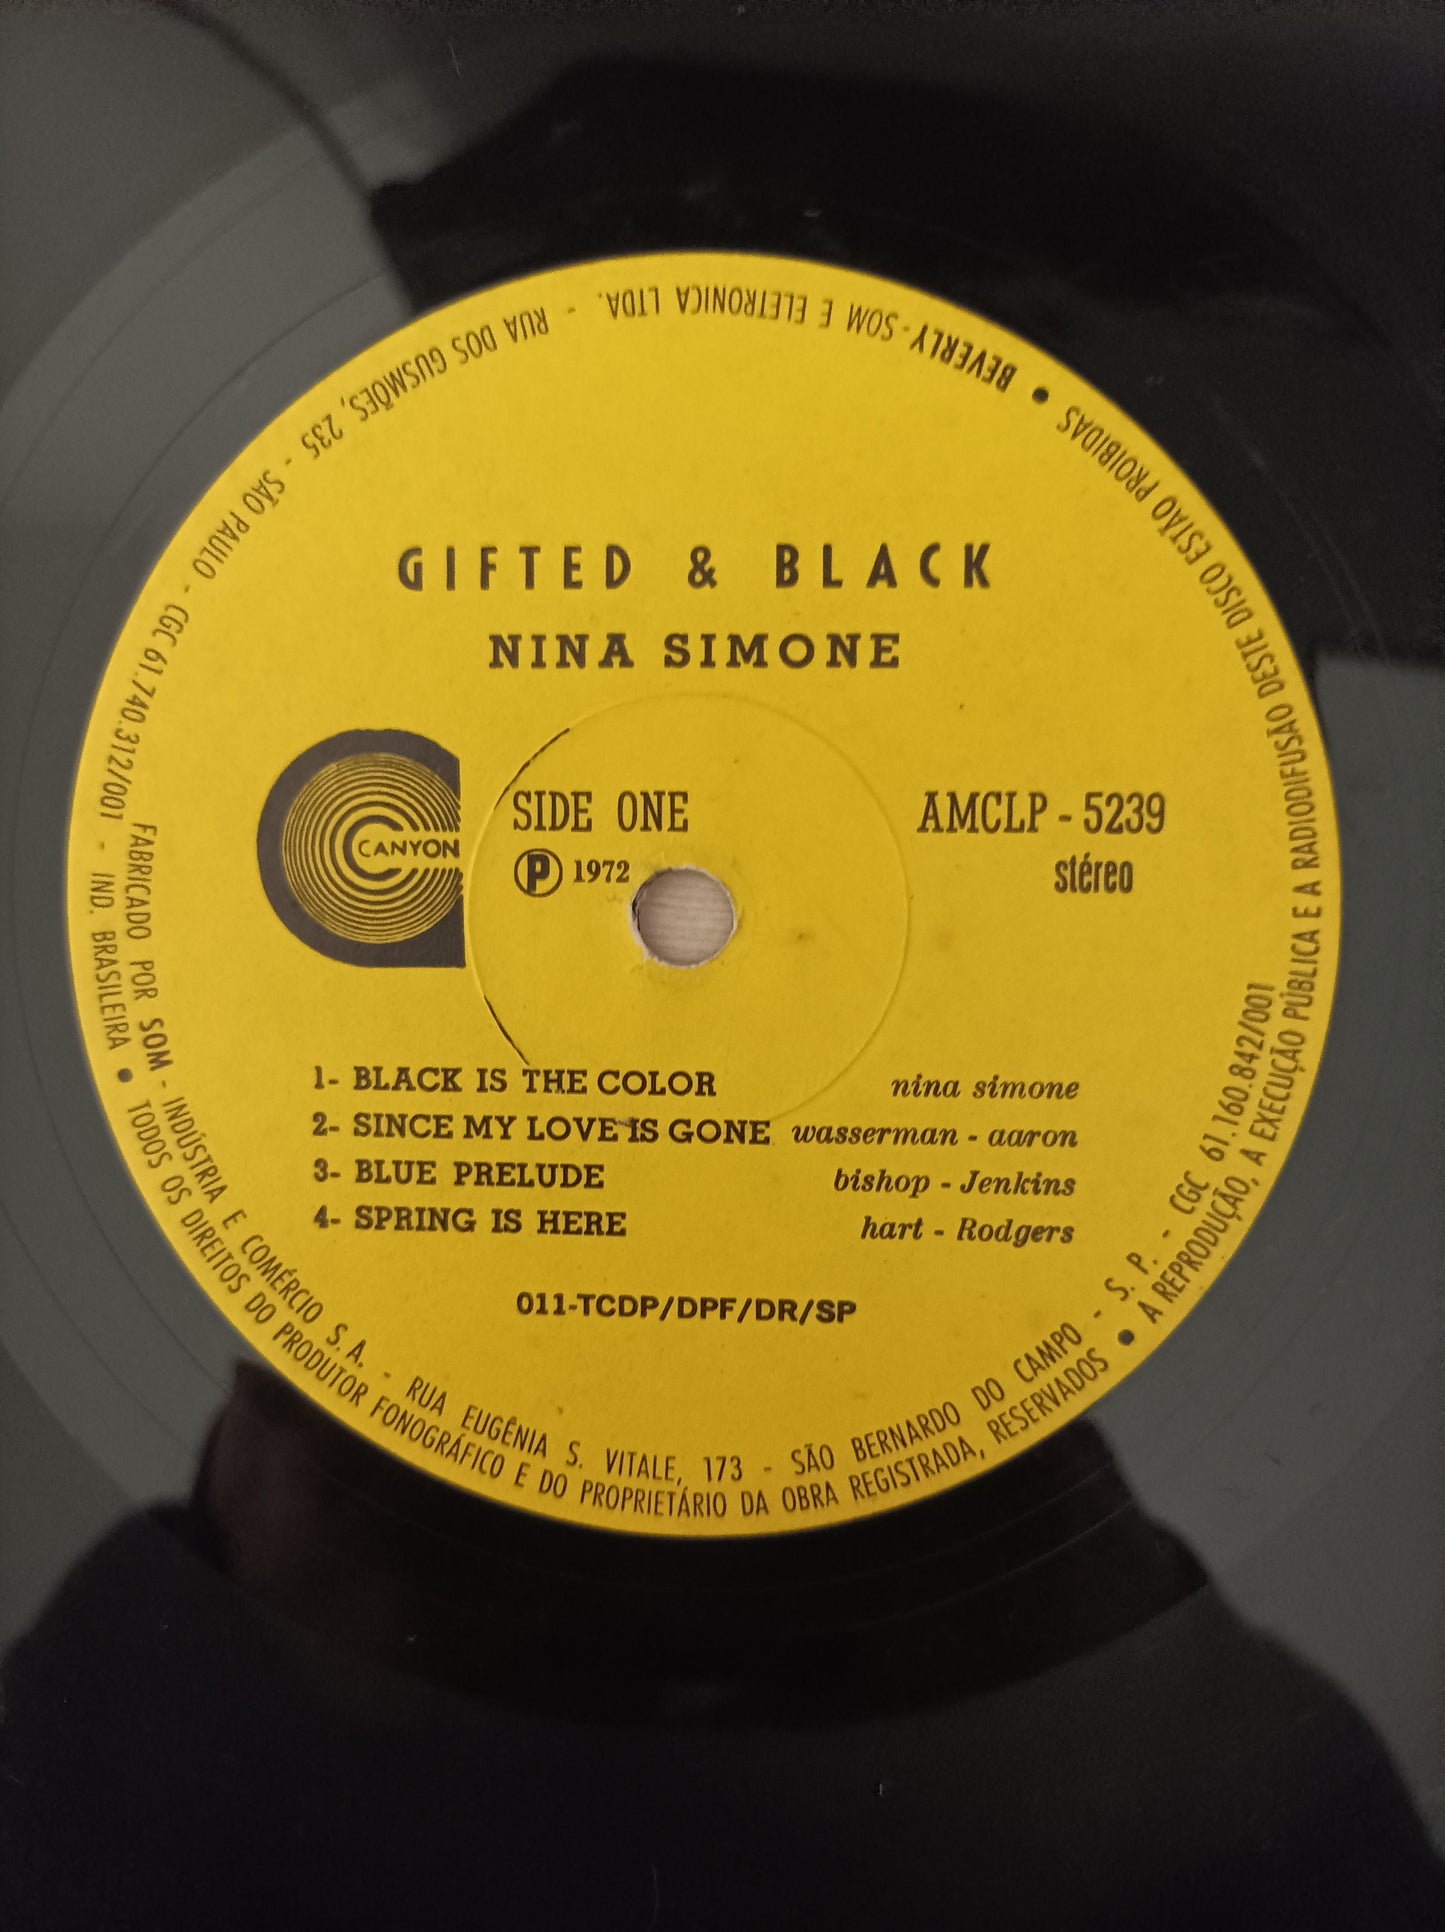 GIFTED & BLACK
NINA SIMONE
CANYON
SIDE ONE
Ⓟ 1972
AMCLP - 5239
stéreo
1- BLACK IS THE COLOR nina simone
2- SINCE MY LOVE IS GONE wasserman - aaron
3- BLUE PRELUDE bishop - Jenkins
4- SPRING IS HERE hart - Rodgers
011-TCDP/DPF/DR/SP
FABRICADO POR SOM - INDÚSTRIA E COMÉRCIO S. A. - RUA EUGÊNIA S. VITALE, 173 - SÃO BERNARDO DO CAMPO - S. P. - CGC 61.160.842/001
BEVERLY - SOM E ELETRONICA LTDA. - RUA DOS GUSMÕES, 235 - SÃO PAULO - CGC 61.740.312/001 - IND. BRASILEIRA • TODOS OS DIREITOS DO PRODUTOR FONOGRÁFICO E DO PROPRIETÁRIO DA OBRA REGISTRADA, RESERVADOS • A REPRODUÇÃO, A EXECUÇÃO PÚBLICA E A RADIODIFUSÃO DESTE DISCO ESTÃO PROIBIDAS •